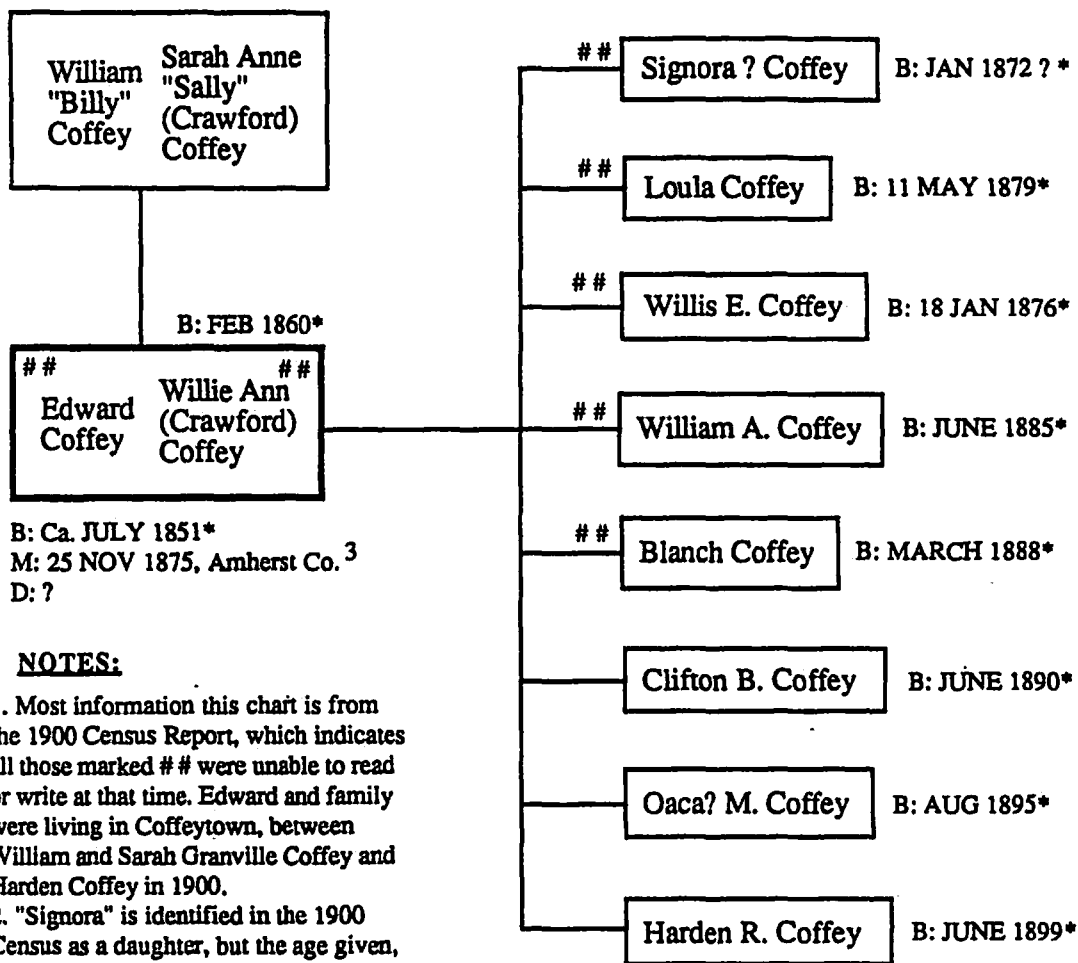 William
"Billy"
Coffey
Sarah Anne
"Sally"
(Crawford)
Coffey
B: FEB 1860*
##
##
Edward
Coffey
Willie Ann
(Crawford)
Coffey
B: Ca. JULY 1851*
M: 25 NOV 1875, Amherst Co. 3
D: ?
## Signora ? Coffey B: JAN 1872 ? *
## Loula Coffey B: 11 MAY 1879*
## Willis E. Coffey B: 18 JAN 1876*
## William A. Coffey B: JUNE 1885*
## Blanch Coffey B: MARCH 1888*
Clifton B. Coffey B: JUNE 1890*
Oaca? M. Coffey B: AUG 1895*
Harden R. Coffey B: JUNE 1899*
NOTES:
. Most information this chart is from
he 1900 Census Report, which indicates
ll those marked ## were unable to read
r write at that time. Edward and family
vere living in Coffeytown, between
Villiam and Sarah Granville Coffey and
Harden Coffey in 1900.
. "Signora" is identified in the 1900
Census as a daughter, but the age given,